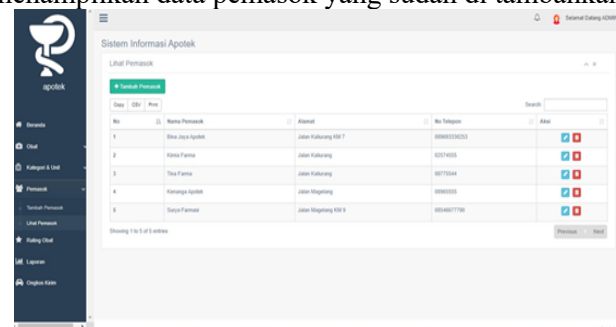 menampilkan data pemasok yang sudah di tambahkan
Selamat Datang ADMIN
Sistem Informasi Apotek
Lihat Pemasok
apotek
+ Tambah Pemasok
Copy CSV Print
Search:
No Nama Pemasok Alamat No Telepon Aksi
1 Bina Jaya Apotek Jalan Kaliurang KM 7
2 Kimia Farma Jalan Kaliurang 02574555
3 Tina Farma Jalan Kaliurang 08775544
4 Kenanga Apotek Jalan Magelang
5 Surya Farmasi Jalan Magelang KM 9
Showing 1 to 5 of 5 entries
Previous Next
Beranda
Obat
Kategori & Unit
Pemasok
Tambah Pemasok
Lihat Pemasok
Rating Obat
Laporan
Ongkos Kirim